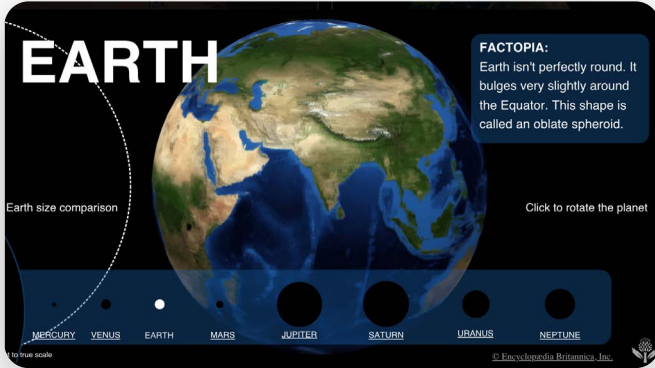 EARTH
FACTOPIA:
Earth isn't perfectly round. It
bulges very slightly around
the Equator. This shape is
called an oblate spheroid.
Earth size comparison
Click to rotate the planet
MERCURY
VENUS
EARTH
MARS
JUPITER
SATURN
URANUS
NEPTUNE
t to true scale
© Encyclopædia Britannica, Inc.